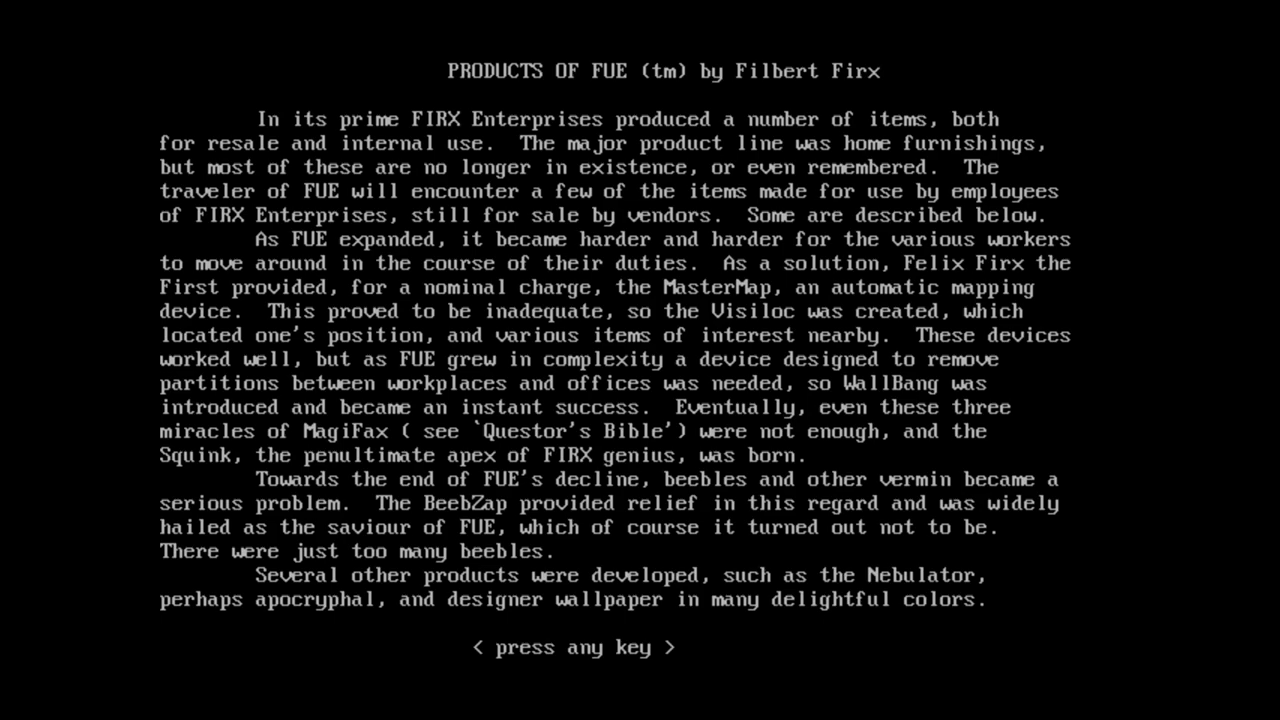 PRODUCTS OF FUE (tm) by Filbert Firx
In its prime FIRX Enterprises produced a number of items, both
for resale and internal use.  The major product line was home furnishings,
but most of these are no longer in existence, or even remembered.  The
traveler of FUE will encounter a few of the items made for use by employees
of FIRX Enterprises, still for sale by vendors.  Some are described below.
As FUE expanded, it became harder and harder for the various workers
to move around in the course of their duties.  As a solution, Felix Firx the
First provided, for a nominal charge, the MasterMap, an automatic mapping
device.  This proved to be inadequate, so the Visiloc was created, which
located one's position, and various items of interest nearby.  These devices
worked well, but as FUE grew in complexity a device designed to remove
partitions between workplaces and offices was needed, so WallBang was
introduced and became an instant success.  Eventually, even these three
miracles of MagiFax ( see `Questor's Bible') were not enough, and the
Squink, the penultimate apex of FIRX genius, was born.
Towards the end of FUE's decline, beebles and other vermin became a
serious problem.  The BeebZap provided relief in this regard and was widely
hailed as the saviour of FUE, which of course it turned out not to be.
There were just too many beebles.
Several other products were developed, such as the Nebulator,
perhaps apocryphal, and designer wallpaper in many delightful colors.
< press any key >